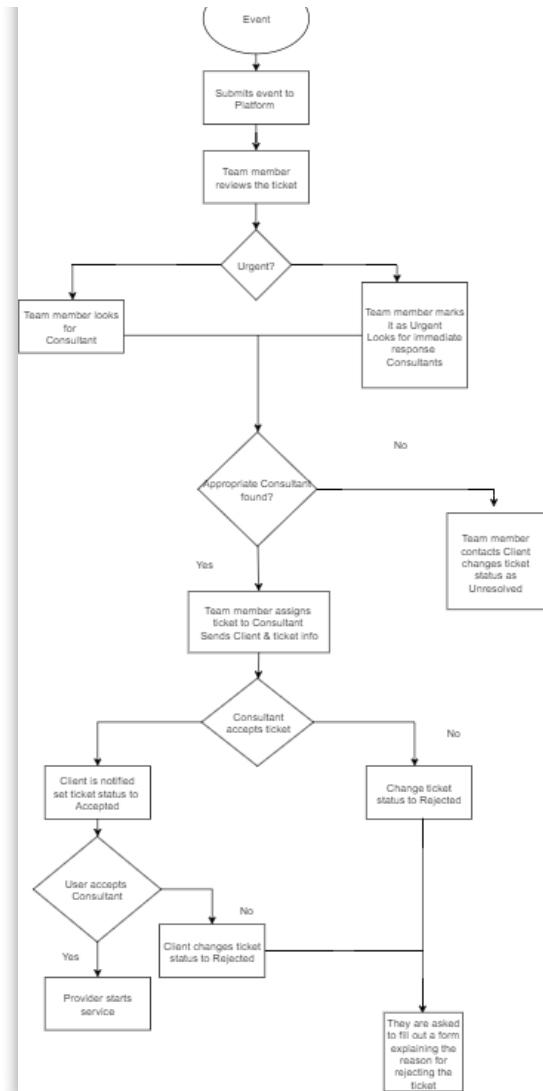 Event
Submits event to
Platform
Team member
reviews the ticket
Urgent?
Team member looks
for
Consultant
Team member marks
it as Urgent
Looks for immediate
response
Consultants
No
Appropriate Consultant
found?
Team member
contacts Client
changes ticket
status as
Unresolved
Yes
Team member assigns
ticket to Consultant
Sends Client & ticket info
Consultant
accepts ticket
No
Client is notified
set ticket status to
Accepted
Change ticket
status to Rejected
User accepts
Consultant
No
Yes
Client changes ticket
status to Rejected
Provider starts
service
They are asked
to fill out a form
explaining the
reason for
rejecting the
ticket